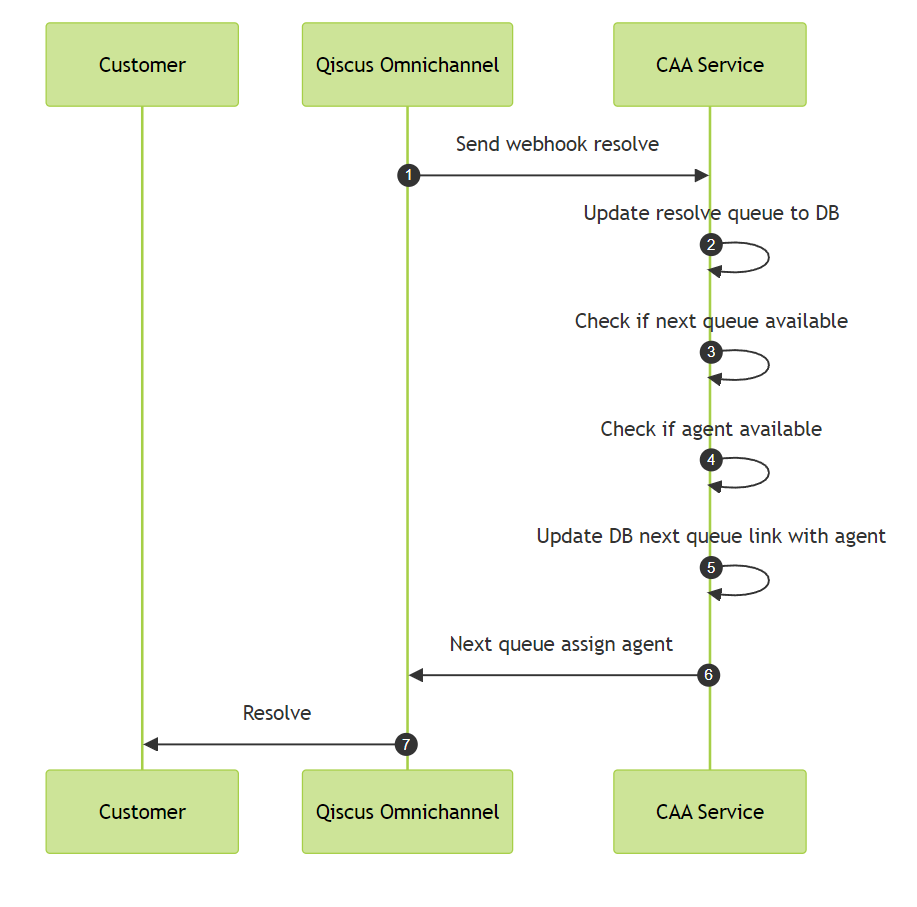 Customer
Qiscus Omnichannel
CAA Service
Send webhook resolve
1
Update resolve queue to DB
2
Check if next queue available
3
Check if agent available
4
Update DB next queue link with agent
5
Next queue assign agent
6
Resolve
7
Customer
Qiscus Omnichannel
CAA Service